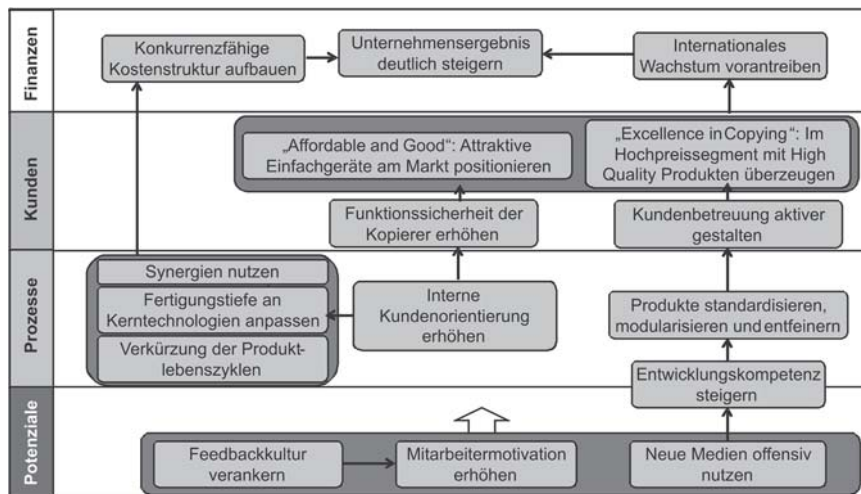 Finanzen
Konkurrenzfähige
Kostenstruktur aufbauen
Unternehmensergebnis
deutlich steigern
Internationales
Wachstum vorantreiben
Kunden
„Affordable and Good“: Attraktive
Einfachgeräte am Markt positionieren
„Excellence in Copying“: Im
Hochpreissegment mit High
Quality Produkten überzeugen
Funktionssicherheit der
Kopierer erhöhen
Kundenbetreuung aktiver
gestalten
Prozesse
Synergien nutzen
Fertigungstiefe an
Kerntechnologien anpassen
Verkürzung der Produkt-
lebenszyklen
Interne
Kundenorientierung
erhöhen
Produkte standardisieren,
modularisieren und entfeinern
Entwicklungskompetenz
steigern
Potenziale
Feedbackkultur
verankern
Mitarbeitermotivation
erhöhen
Neue Medien offensiv
nutzen